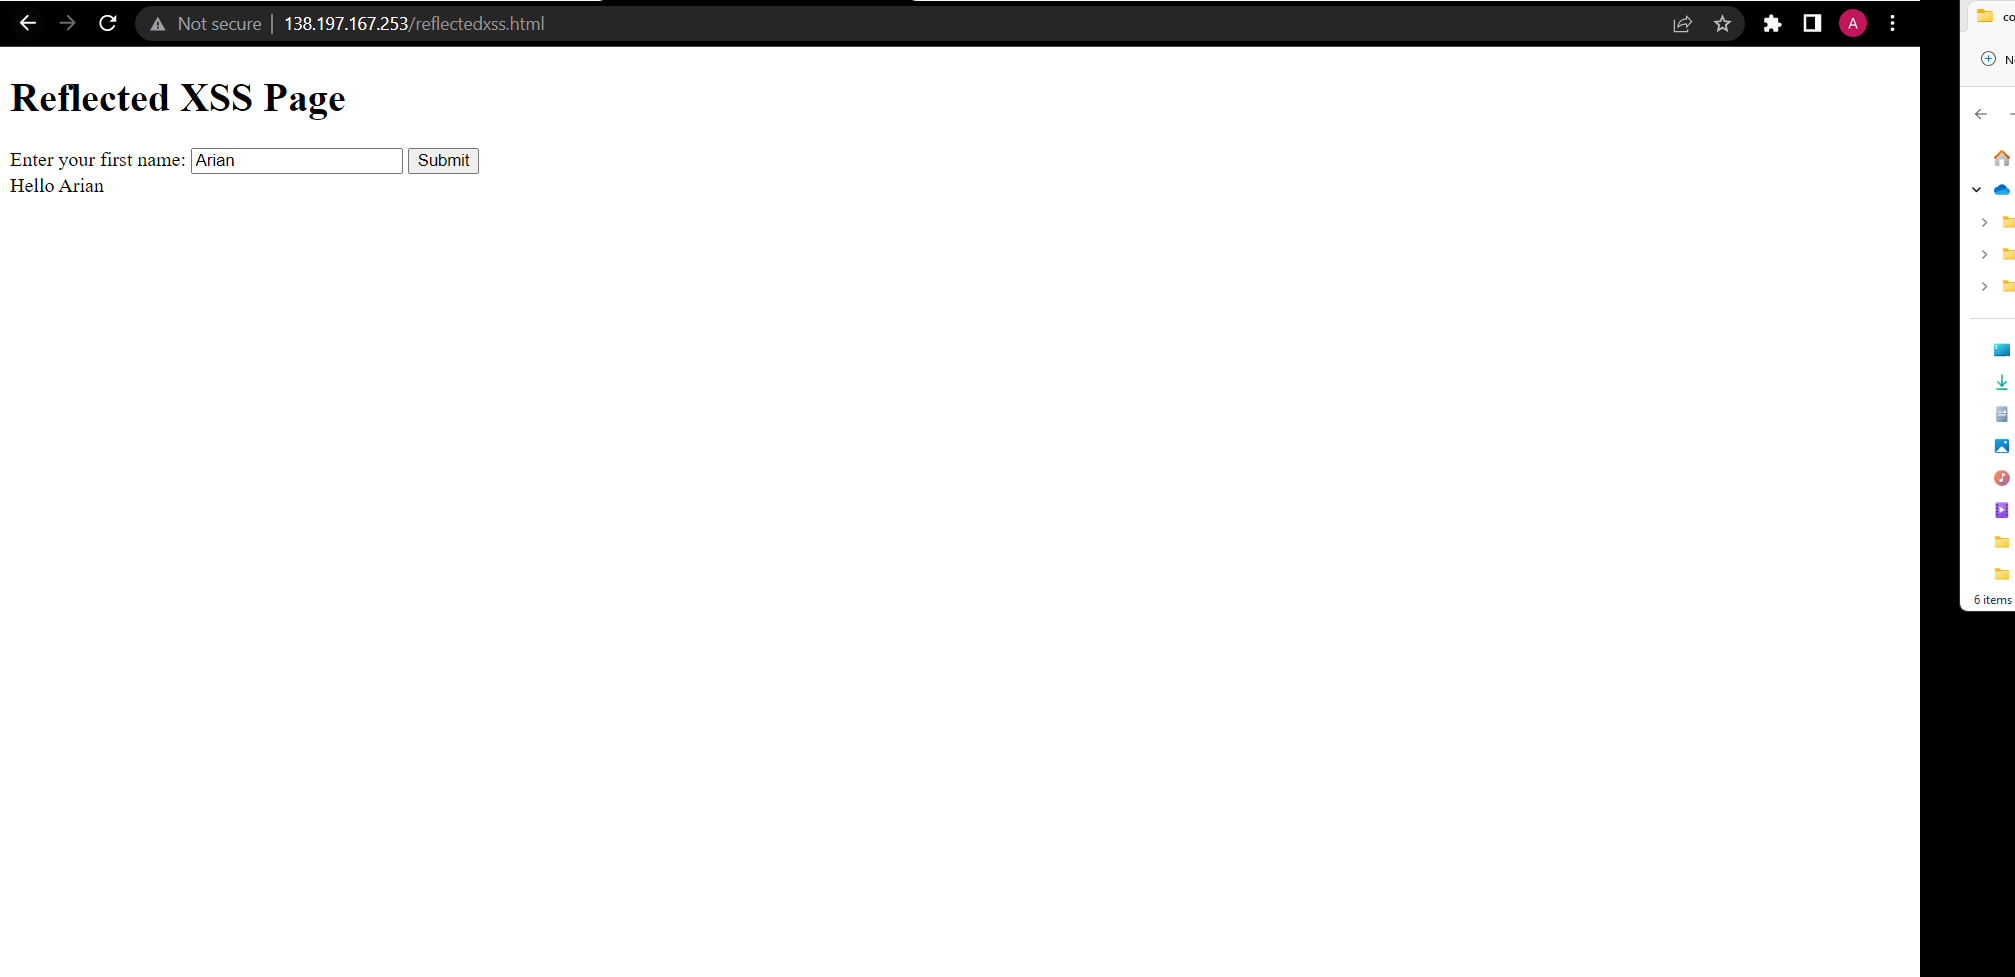 Not secure | 138.197.167.253/reflectedxss.html
A
Reflected XSS Page
Enter your first name: Arian Submit
Hello Arian
6 items